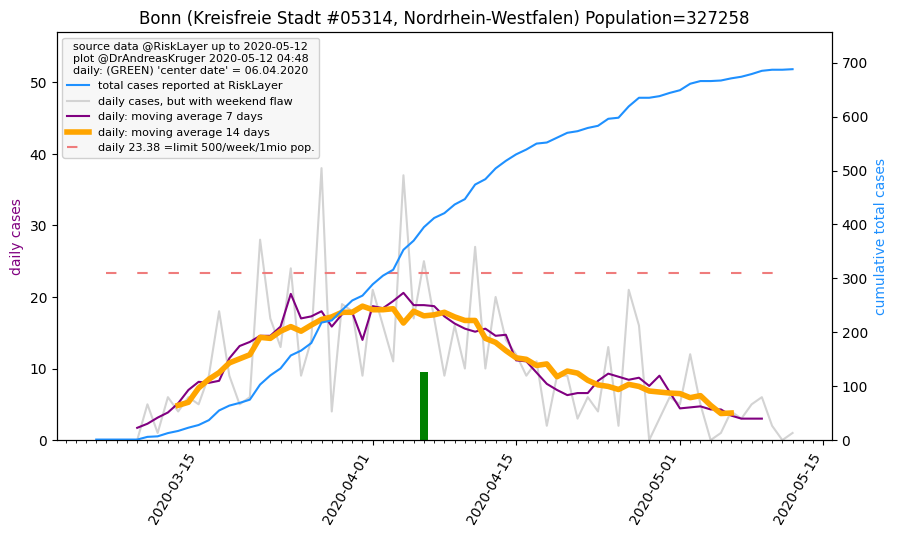 Bonn (Kreisfreie Stadt #05314, Nordrhein-Westfalen) Population=327258
source data @RiskLayer up to 2020-05-12
plot @DrAndreasKruger 2020-05-12 04:48
daily: (GREEN) 'center date' = 06.04.2020
total cases reported at RiskLayer
daily cases, but with weekend flaw
daily: moving average 7 days
daily: moving average 14 days
daily 23.38 =limit 500/week/1mio pop.
daily cases
0
10
20
30
40
50
cumulative total cases
0
100
200
300
400
500
600
700
2020-03-15
2020-04-01
2020-04-15
2020-05-01
2020-05-15